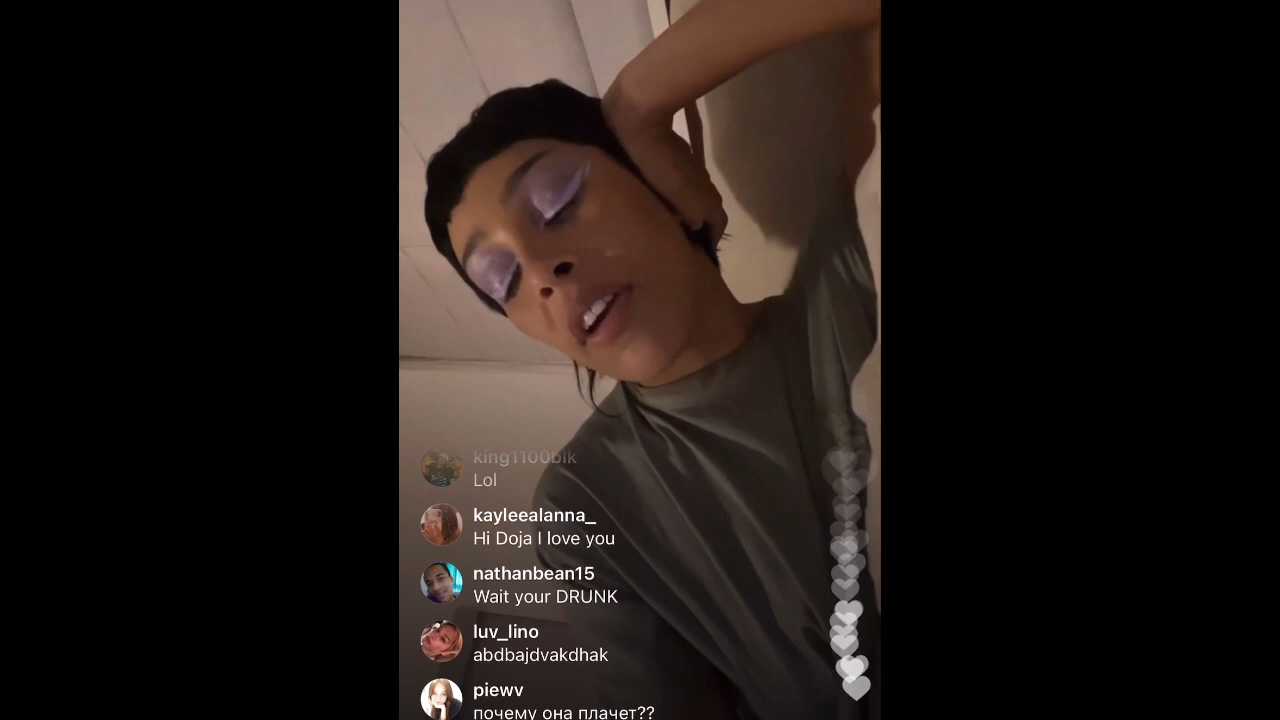 king1100blk
Lol
kayleealanna_
Hi Doja I love you
nathanbean15
Wait your DRUNK
luv_lino
abdbajdvakdhak
piewv
почему она плачет??